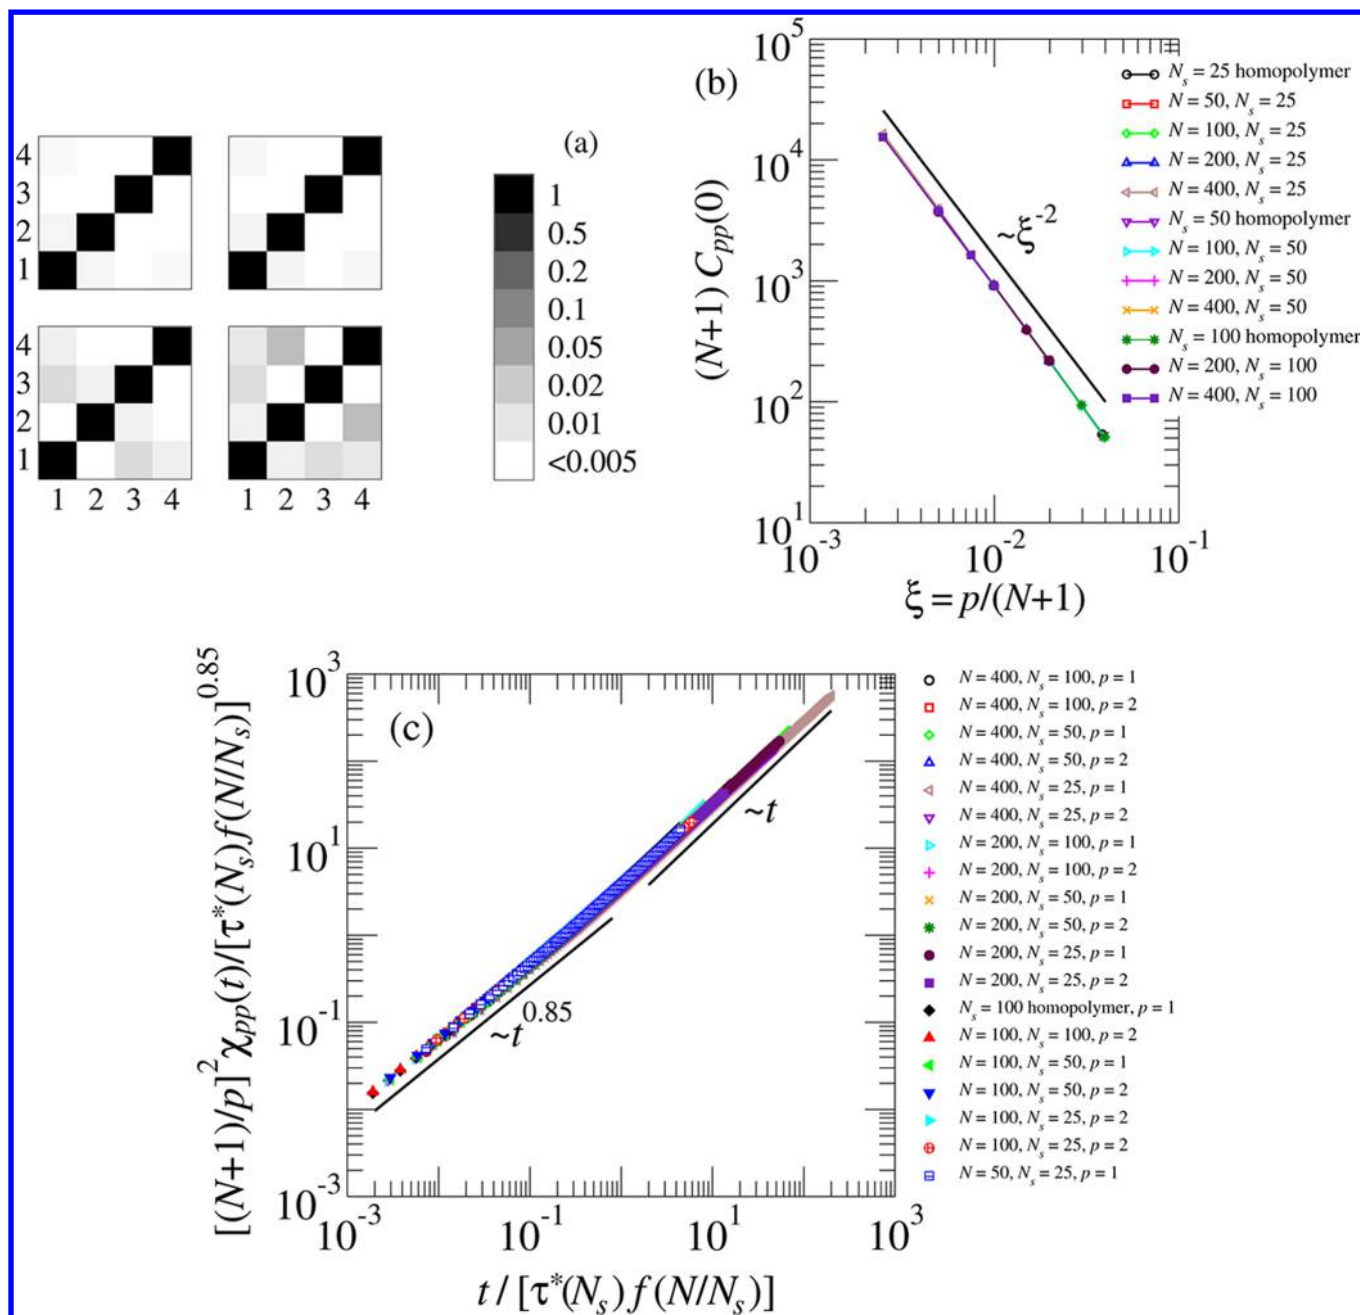 (a)
4
3
2
1
4
3
2
1
1 2 3 4
1 2 3 4
1
0.5
0.2
0.1
0.05
0.02
0.01
<0.005
(b)
10^5
10^4
10^3
10^2
10^1
(N+1) C_pp(0)
~ξ^-2
10^-3 10^-2 10^-1
ξ = p/(N+1)
N_s = 25 homopolymer
N = 50, N_s = 25
N = 100, N_s = 25
N = 200, N_s = 25
N = 400, N_s = 25
N_s = 50 homopolymer
N = 100, N_s = 50
N = 200, N_s = 50
N = 400, N_s = 50
N_s = 100 homopolymer
N = 200, N_s = 100
N = 400, N_s = 100
(c)
10^3
10^1
10^-1
10^-3
[(N+1)/p]^2 χ_pp(t)/[τ*(N_s) f(N/N_s)]^0.85
~t
~t^0.85
10^-3 10^-1 10^1 10^3
t / [τ*(N_s) f(N/N_s)]
N = 400, N_s = 100, p = 1
N = 400, N_s = 100, p = 2
N = 400, N_s = 50, p = 1
N = 400, N_s = 50, p = 2
N = 400, N_s = 25, p = 1
N = 400, N_s = 25, p = 2
N = 200, N_s = 100, p = 1
N = 200, N_s = 100, p = 2
N = 200, N_s = 50, p = 1
N = 200, N_s = 50, p = 2
N = 200, N_s = 25, p = 1
N = 200, N_s = 25, p = 2
N_s = 100 homopolymer, p = 1
N = 100, N_s = 100, p = 2
N = 100, N_s = 50, p = 1
N = 100, N_s = 50, p = 2
N = 100, N_s = 25, p = 2
N = 100, N_s = 25, p = 2
N = 50, N_s = 25, p = 1